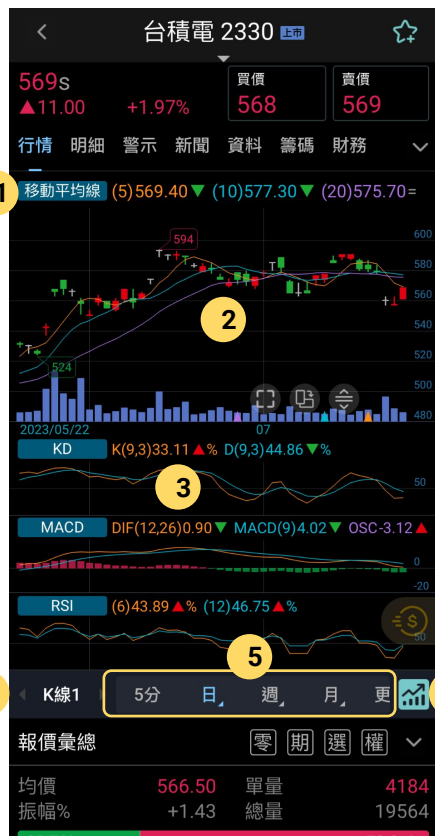 台積電 2330 上市
569s
買價
賣價
▲11.00 +1.97%
568
569
行情 明細 警示 新聞 資料 籌碼 財務
1
移動平均線 (5)569.40▼ (10)577.30▼ (20)575.70=
594
600
580
560
2
540
524
520
500
480
2023/05/22
07
KD K(9,3)33.11▲% D(9,3)44.86▼%
3
50
MACD DIF(12,26)0.90▼ MACD(9)4.02▼ OSC-3.12▲
0
-20
RSI (6)43.89▲% (12)46.75▲%
50
5
K線1 5分 日 週 月 更
報價彙總 零 期 選 權
均價 566.50 單量 4184
振幅% +1.43 總量 19564